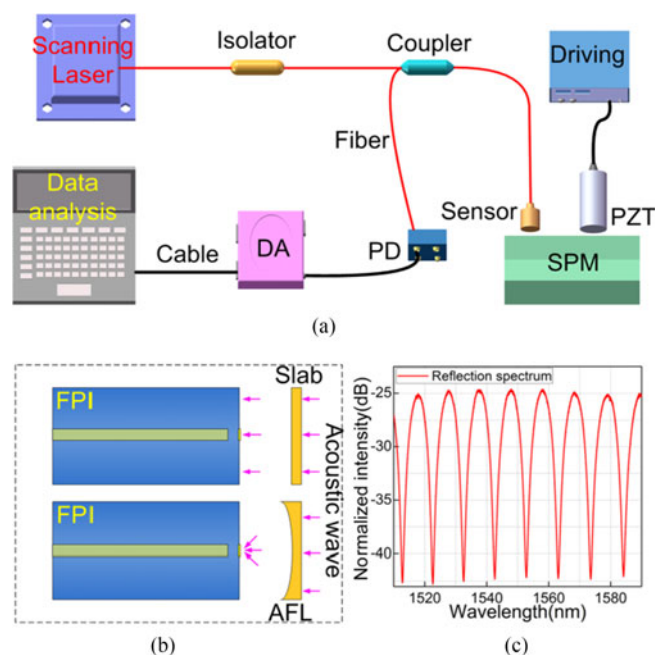 Scanning
Laser
Isolator
Coupler
Driving
Fiber
Data
analysis
Cable
DA
PD
Sensor
PZT
SPM
(a)
FPI
Slab
Acoustic wave
FPI
AFL
(b)
Reflection spectrum
Normalized intensity(dB)
-25
-30
-35
-40
1520
1540
1560
1580
Wavelength(nm)
(c)